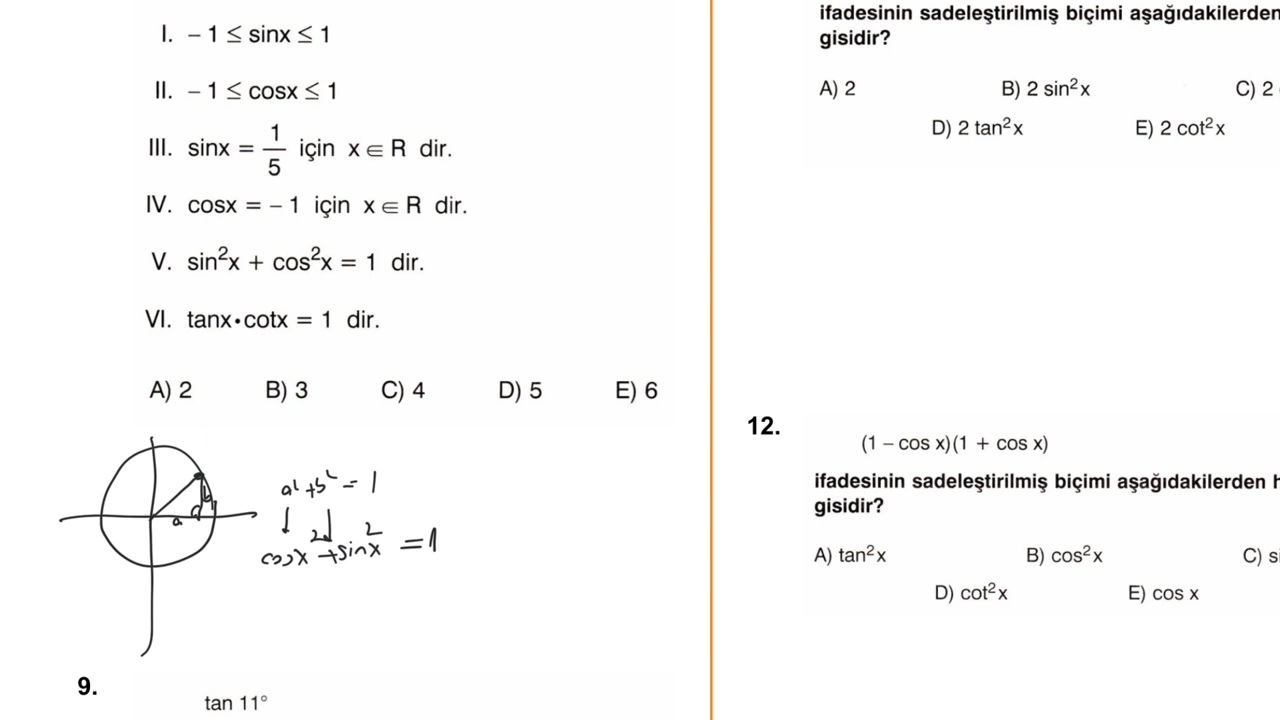 I. – 1 ≤ sinx ≤ 1
II. – 1 ≤ cosx ≤ 1
III. sinx = 1/5 için x ∈ R dir.
IV. cosx = – 1 için x ∈ R dir.
V. sin²x + cos²x = 1 dir.
VI. tanx•cotx = 1 dir.
A) 2 B) 3 C) 4 D) 5 E) 6
a b
a² + b² = 1
cos²x + sin²x = 1
9.
tan 11°
ifadesinin sadeleştirilmiş biçimi aşağıdakilerden
gisidir?
A) 2 B) 2 sin²x C) 2
D) 2 tan²x E) 2 cot²x
12.
(1 – cos x)(1 + cos x)
ifadesinin sadeleştirilmiş biçimi aşağıdakilerden h
gisidir?
A) tan²x B) cos²x C) si
D) cot²x E) cos x